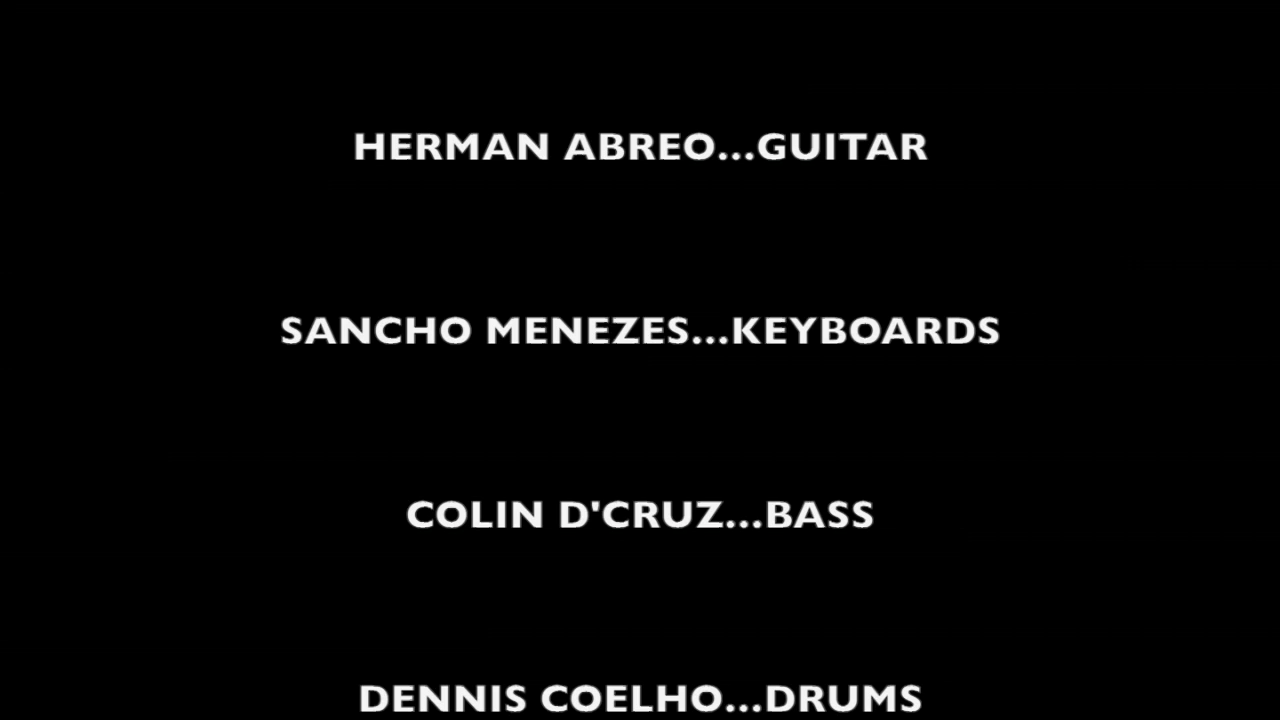 HERMAN ABREO...GUITAR
SANCHO MENEZES...KEYBOARDS
COLIN D'CRUZ...BASS
DENNIS COELHO...DRUMS